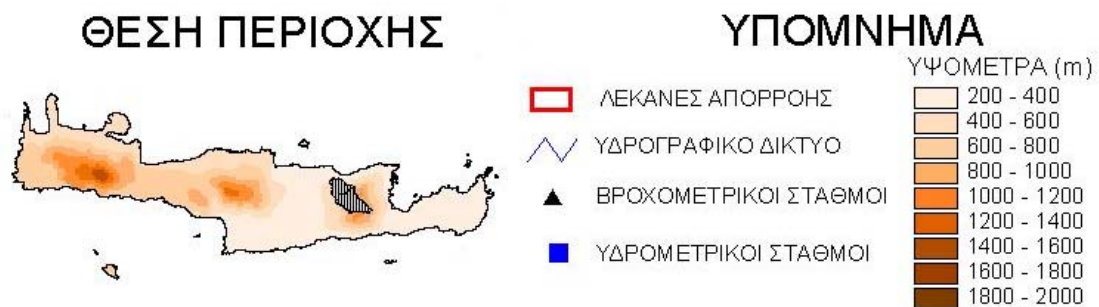 ΘΕΣΗ ΠΕΡΙΟΧΗΣ
ΥΠΟΜΝΗΜΑ
ΛΕΚΑΝΕΣ ΑΠΟΡΡΟΗΣ
ΥΔΡΟΓΡΑΦΙΚΟ ΔΙΚΤΥΟ
ΒΡΟΧΟΜΕΤΡΙΚΟΙ ΣΤΑΘΜΟΙ
ΥΔΡΟΜΕΤΡΙΚΟΙ ΣΤΑΘΜΟΙ
ΥΨΟΜΕΤΡΑ (m)
200 - 400
400 - 600
600 - 800
800 - 1000
1000 - 1200
1200 - 1400
1400 - 1600
1600 - 1800
1800 - 2000